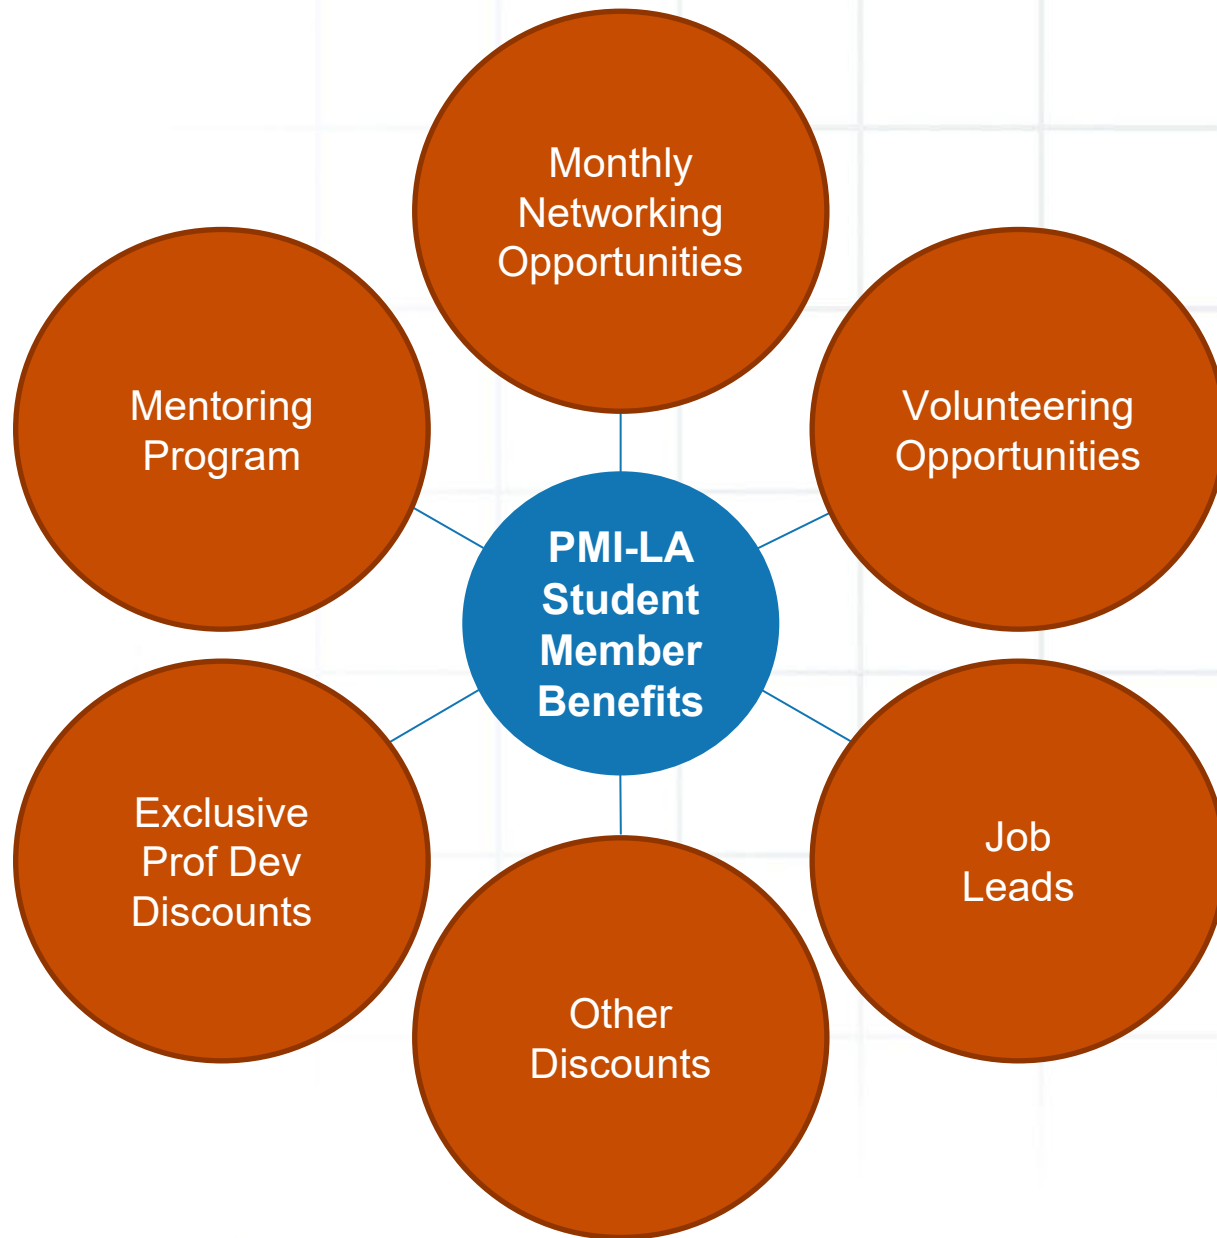 Monthly
Networking
Opportunities
Mentoring
Program
Volunteering
Opportunities
PMI-LA
Student
Member
Benefits
Exclusive
Prof Dev
Discounts
Job
Leads
Other
Discounts